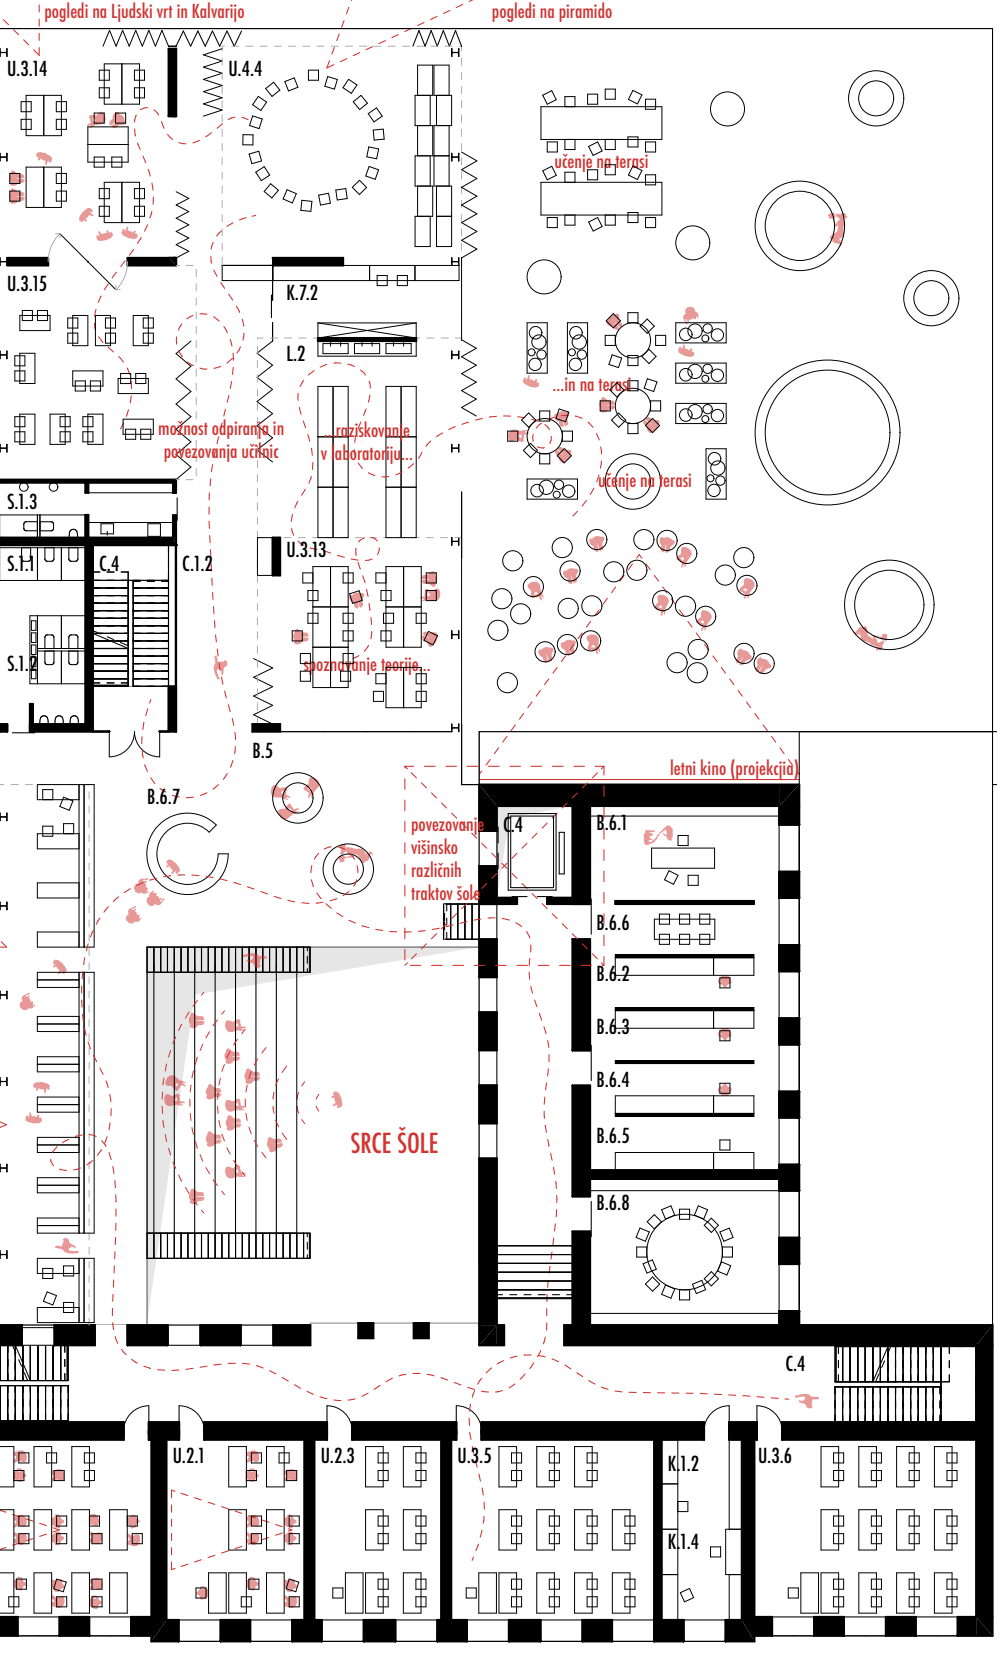 pogledi na Ljudski vrt in Kalvarijo
pogledi na piramido
U.3.14
U.4.4
učenje na terasi
U.3.15
K.7.2
L.2
...in na terasi
možnost odpiranja in
povezovanja učilnic
...raziskovanje
v laboratoriju...
učenje na terasi
S.1.3
S.1.1
C.4
C.1.2
U.3.13
S.1.2
spoznavanje teorije...
B.5
letni kino (projekcija)
B.6.7
povezovanje
višinsko
različnih
traktov šole
C.4
B.6.1
B.6.6
B.6.2
B.6.3
B.6.4
B.6.5
SRCE ŠOLE
B.6.8
C.4
U.2.1
U.2.3
U.3.5
K.1.2
U.3.6
K.1.4